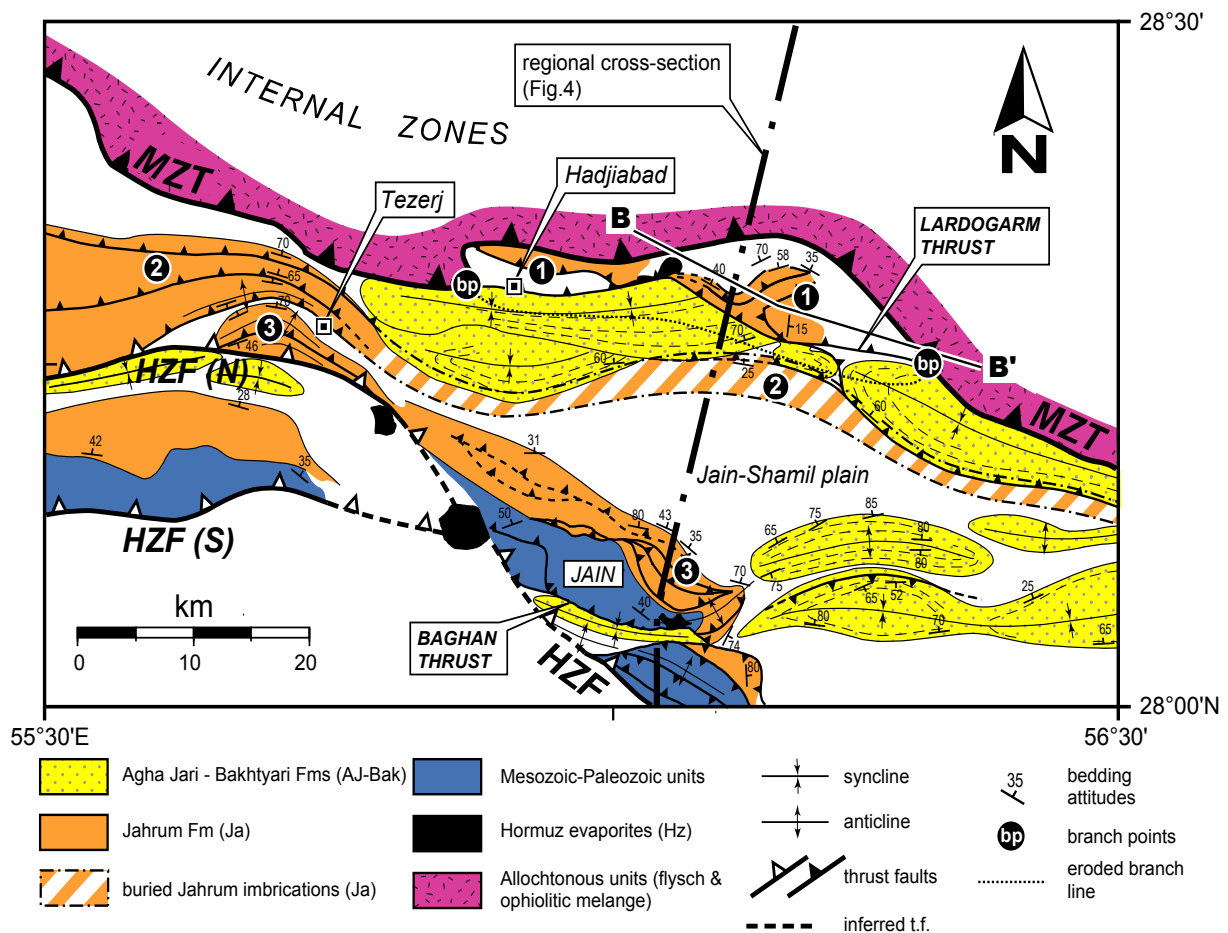 28°30'
regional cross-section
(Fig.4)
INTERNAL ZONES
N
MZT
Tezerj
Hadjiabad
B
LARDOGARM
THRUST
70
2
65
bp
1
40
70
58
35
1
15
70
3
46
70
60
25
bp
B'
2
60
MZT
HZF (N)
28
42
35
31
Jain-Shamil plain
HZF (S)
50
80
43
35
3
JAIN
70
75
65
75
85
80
80
km
0
10
20
BAGHAN
THRUST
40
HZF
74
80
80
65
52
70
25
65
28°00'N
55°30'E
56°30'
Agha Jari - Bakhtyari Fms (AJ-Bak)
Jahrum Fm (Ja)
buried Jahrum imbrications (Ja)
Mesozoic-Paleozoic units
Hormuz evaporites (Hz)
Allochtonous units (flysch &
ophiolitic melange)
syncline
anticline
thrust faults
inferred t.f.
35
bedding
attitudes
bp
branch points
eroded branch
line